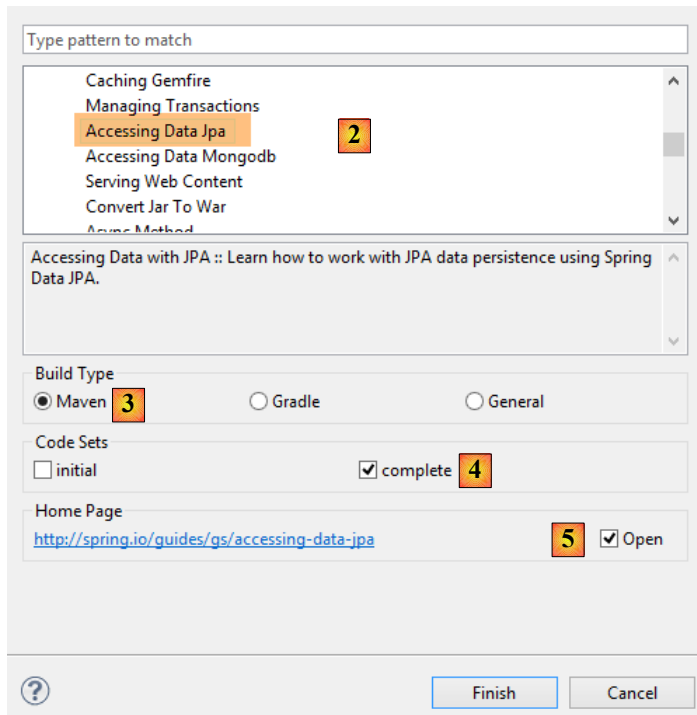 Type pattern to match
Caching Gemfire
Managing Transactions
Accessing Data Jpa
2
Accessing Data Mongodb
Serving Web Content
Convert Jar To War
Async Method
Accessing Data with JPA :: Learn how to work with JPA data persistence using Spring
Data JPA.
Build Type
Maven 3 Gradle General
Code Sets
initial complete 4
Home Page
http://spring.io/guides/gs/accessing-data-jpa 5 Open
? Finish Cancel